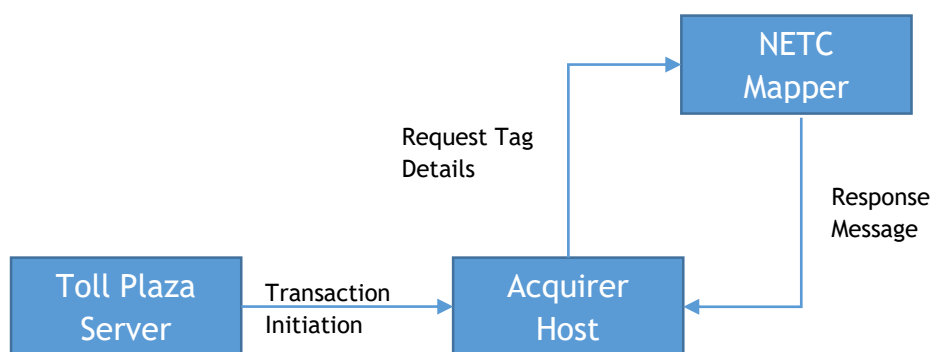 NETC
Mapper
Request Tag
Details
Response
Message
Toll Plaza
Server
Transaction
Initiation
Acquirer
Host